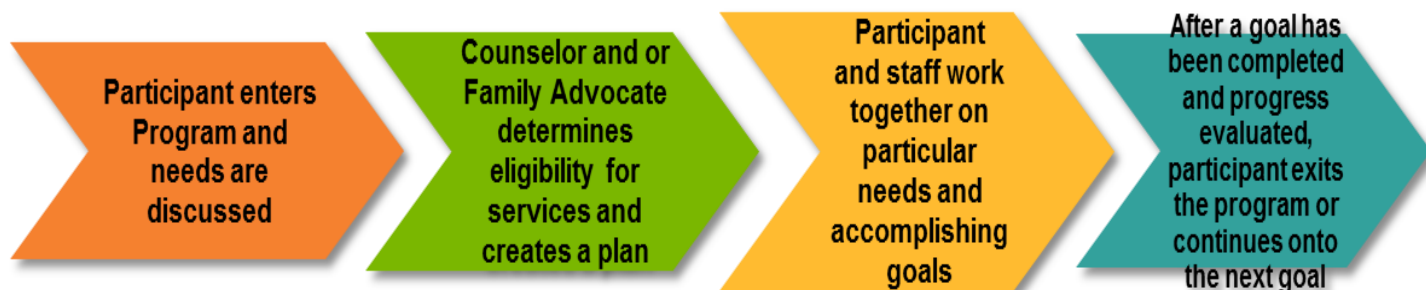 Participant enters
Program and
needs are
discussed
Counselor and or
Family Advocate
determines
eligibility for
services and
creates a plan
Participant
and staff work
together on
particular
needs and
accomplishing
goals
After a goal has
been completed
and progress
evaluated,
participant exits
the program or
continues onto
the next goal